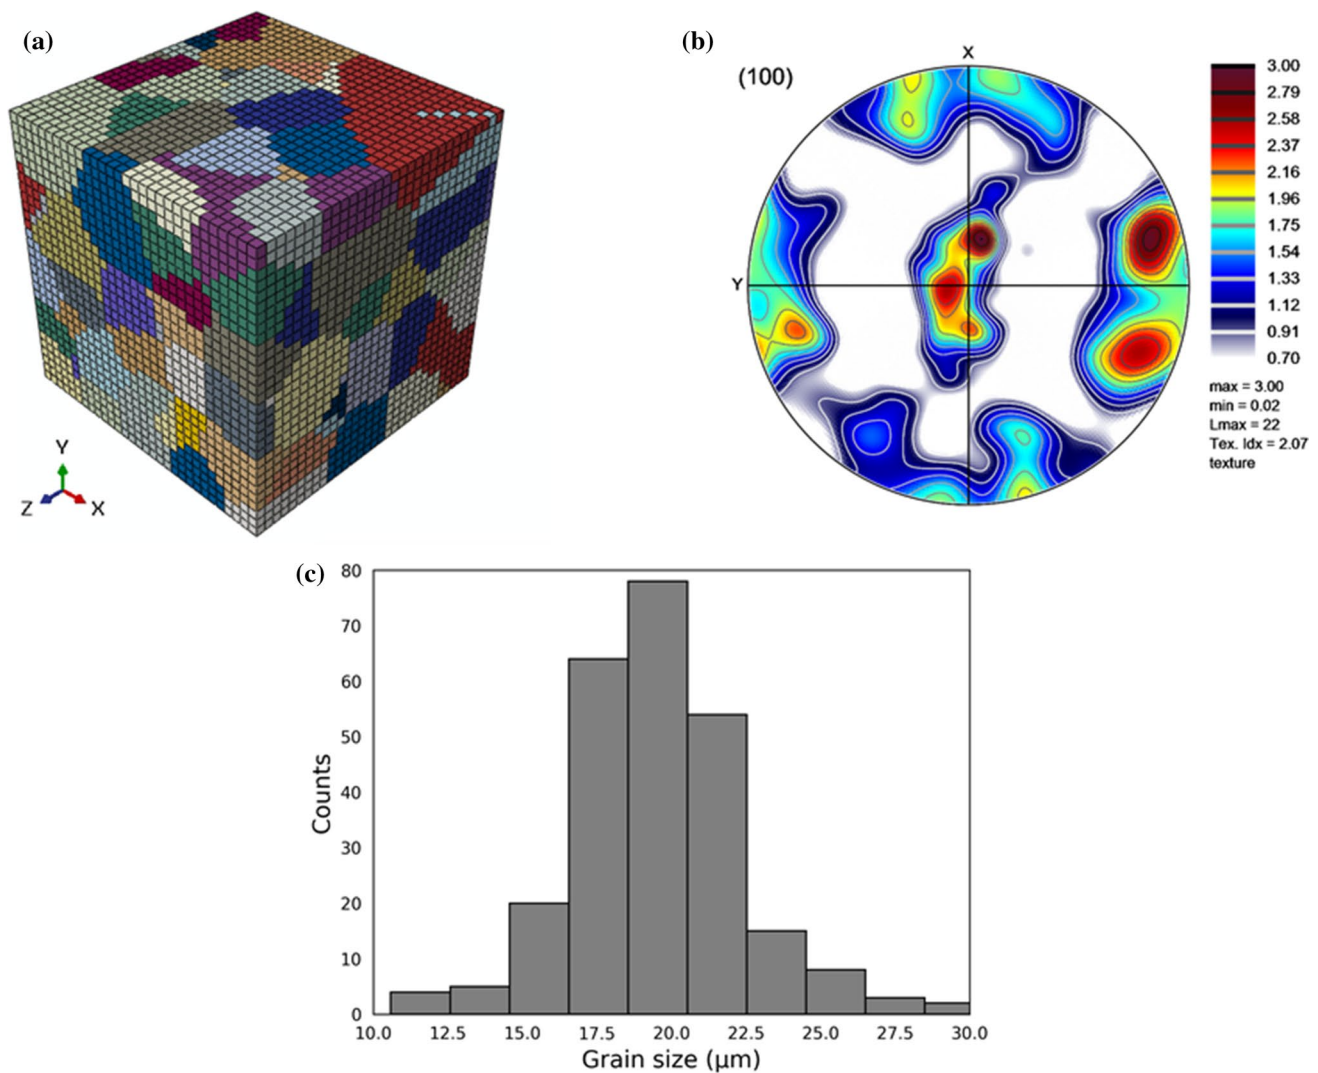 (a)
Y
Z
X
(b)
(100)
X
Y
3.00
2.79
2.58
2.37
2.16
1.96
1.75
1.54
1.33
1.12
0.91
0.70
max = 3.00
min = 0.02
Lmax = 22
Tex. Idx = 2.07
texture
(c)
80
70
60
50
40
30
20
10
0
Counts
10.0 12.5 15.0 17.5 20.0 22.5 25.0 27.5 30.0
Grain size (μm)